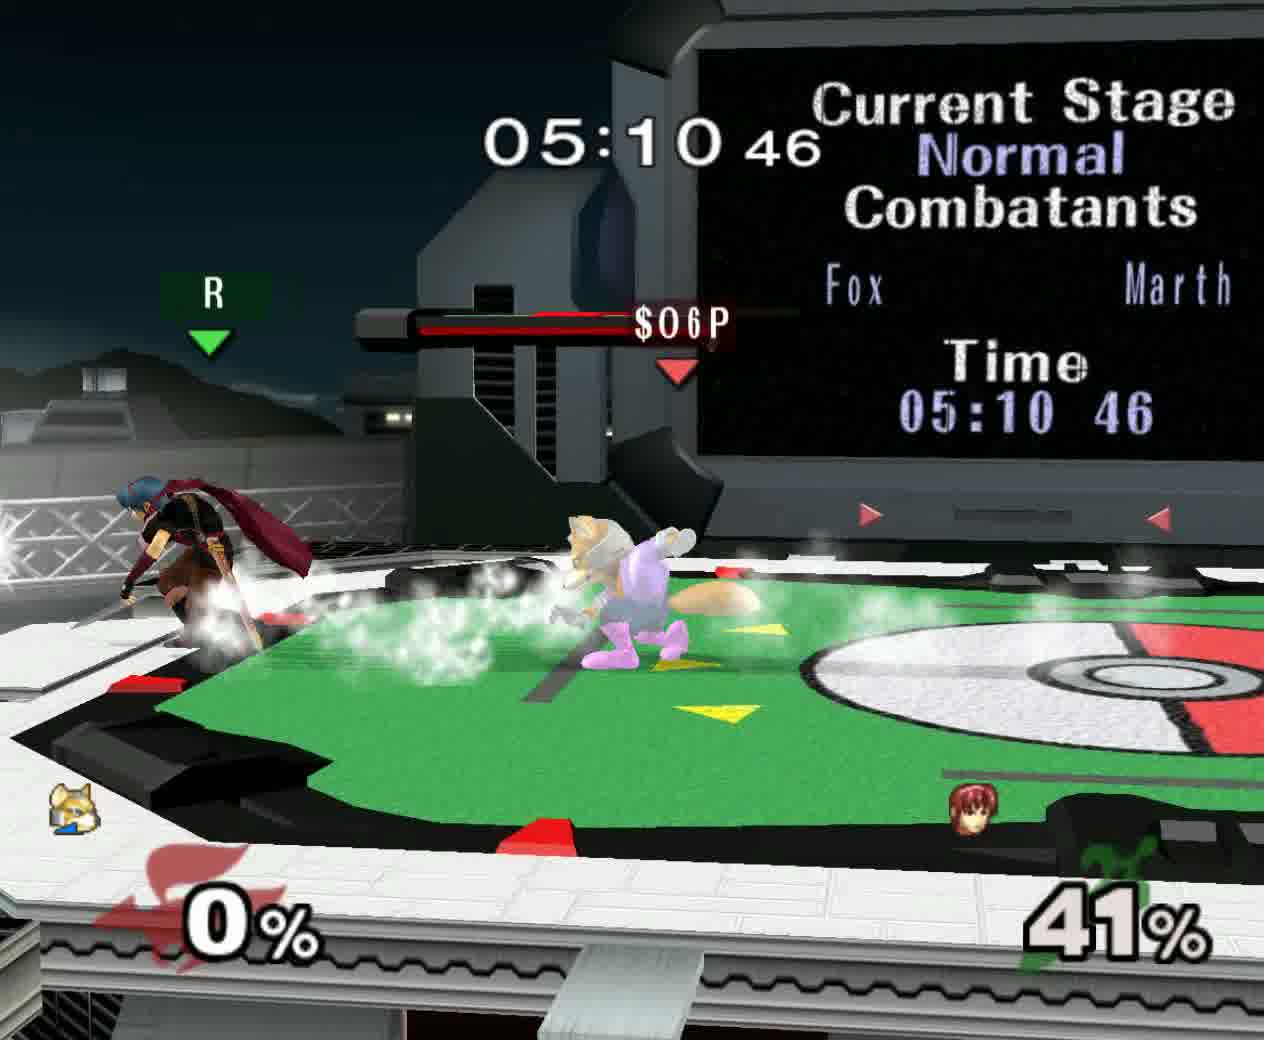 Current Stage
Normal
Combatants
Fox Marth
Time
05:10 46
05:10 46
R
$06P
0%
41%